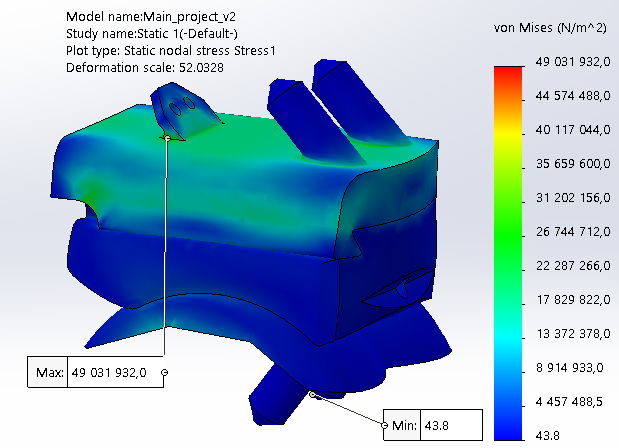 Model name:Main_project_v2
Study name:Static 1(-Default-)
Plot type: Static nodal stress Stress1
Deformation scale: 52.0328
von Mises (N/m^2)
49 031 932,0
44 574 488,0
40 117 044,0
35 659 600,0
31 202 156,0
26 744 712,0
22 287 266,0
17 829 822,0
13 372 378,0
8 914 933,0
4 457 488,5
43.8
Max: 49 031 932,0
Min: 43.8